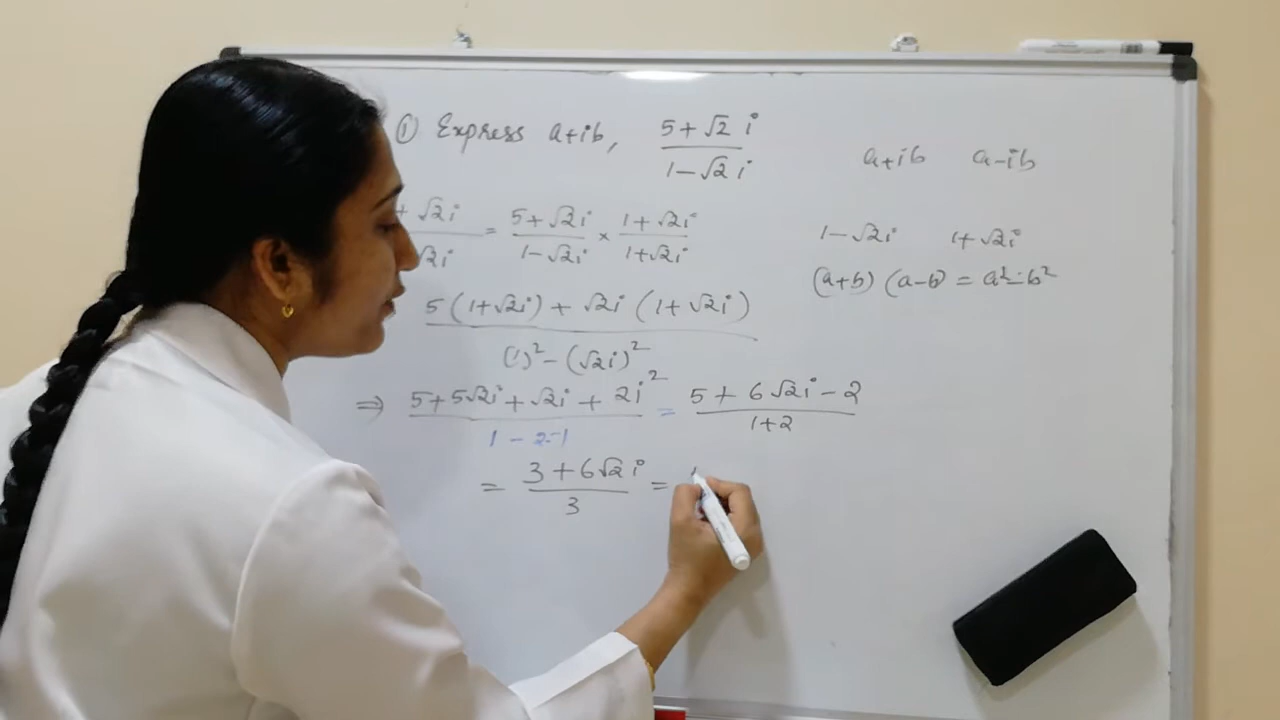 ① Express a+ib, 5+√2 i / 1-√2 i
a+ib a-ib
+ √2i / √2i = 5+√2i / 1-√2i × 1+√2i / 1+√2i
1-√2i 1+√2i
(a+b) (a-b) = a²-b²
5(1+√2i) + √2i (1+√2i) / (1)² - (√2i)²
⇒ 5+5√2i+√2i + 2i² / 1 - 2·-1 = 5+6√2i-2 / 1+2
= 3+6√2i / 3 =